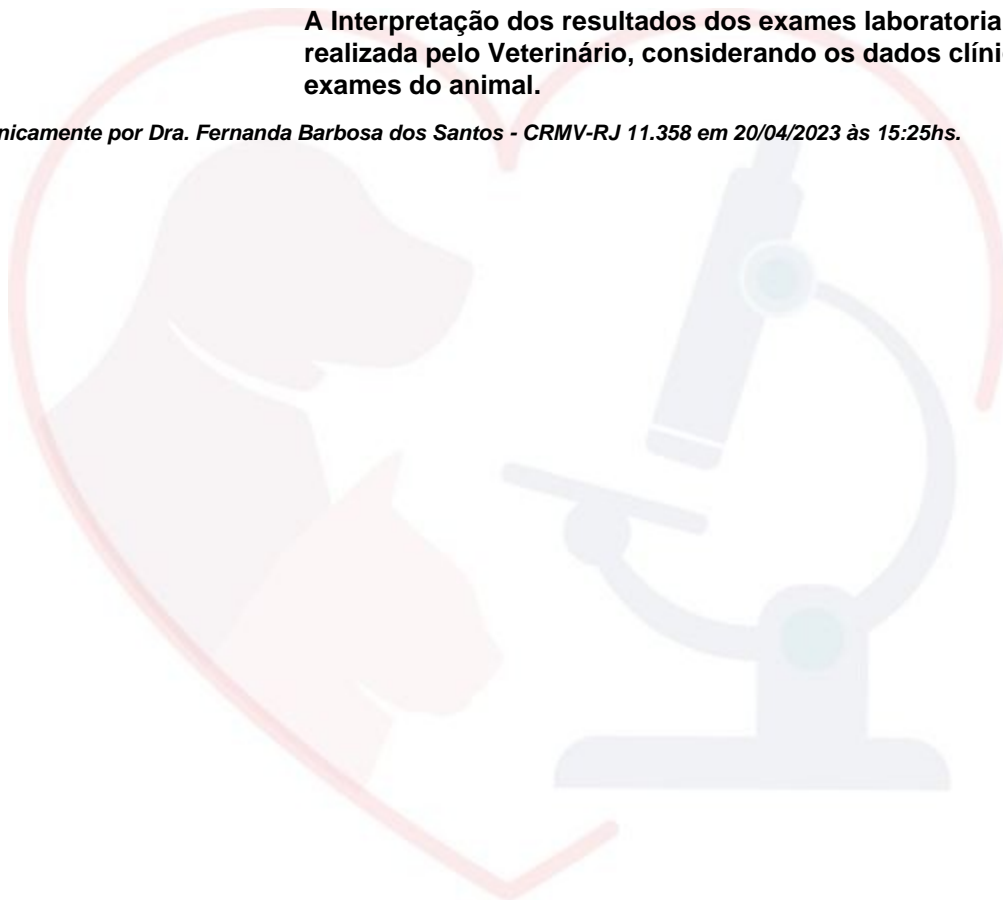 A Interpretação dos resultados dos exames laboratoria
realizada pelo Veterinário, considerando os dados clíni
exames do animal.
nicamente por Dra. Fernanda Barbosa dos Santos - CRMV-RJ 11.358 em 20/04/2023 às 15:25hs.